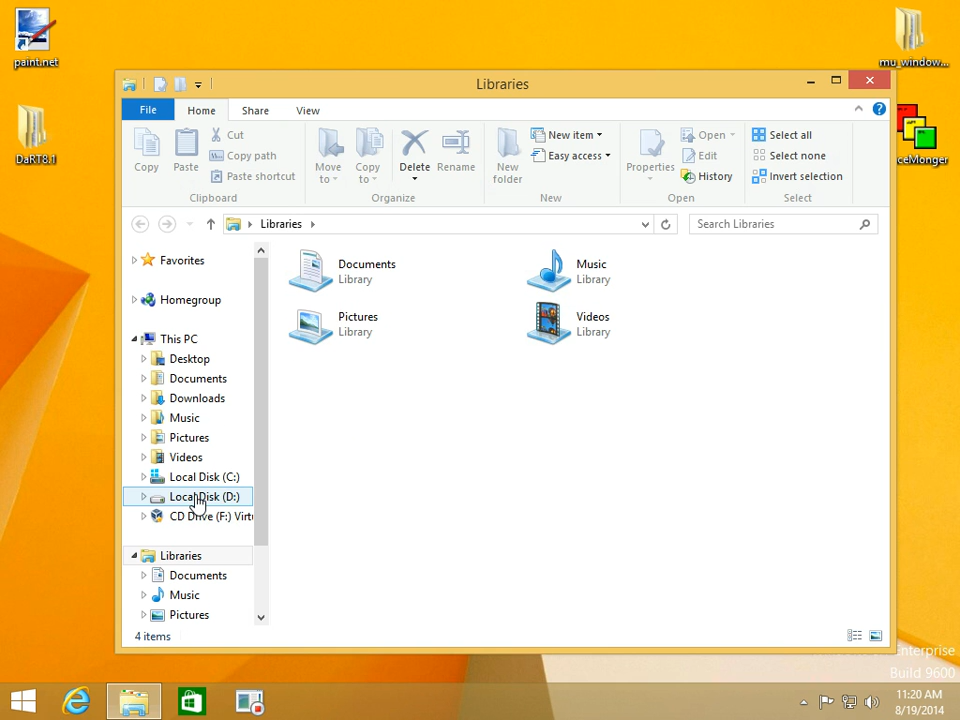 paint.net
mu_window...
DaRT8.1
Libraries
File Home Share View
Copy
Paste
Cut
Copy path
Paste shortcut
Clipboard
Move to
Copy to
Delete
Rename
Organize
New folder
New item
Easy access
New
Properties
Open
Edit
History
Open
Select all
Select none
Invert selection
Select
Libraries
Search Libraries
Favorites
Homegroup
This PC
Desktop
Documents
Downloads
Music
Pictures
Videos
Local Disk (C:)
Local Disk (D:)
CD Drive (F:) Virtu
Libraries
Documents
Music
Pictures
Documents
Library
Music
Library
Pictures
Library
Videos
Library
4 items
Enterprise
Build 9600
11:20 AM
8/19/2014